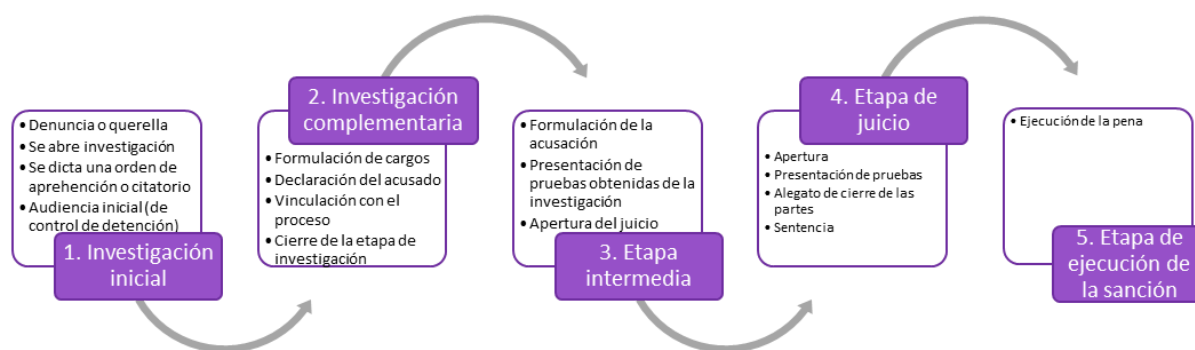 • Denuncia o querella
• Se abre investigación
• Se dicta una orden de
aprehensión o citatorio
• Audiencia inicial (de
control de detención)
1. Investigación
inicial
2. Investigación
complementaria
• Formulación de cargos
• Declaración del acusado
• Vinculación con el
proceso
• Cierre de la etapa de
investigación
• Formulación de la
acusación
• Presentación de
pruebas obtenidas de la
investigación
• Apertura del juicio
3. Etapa
intermedia
4. Etapa de
juicio
• Apertura
• Presentación de pruebas
• Alegato de cierre de las
partes
• Sentencia
• Ejecución de la pena
5. Etapa de
ejecución de
la sanción